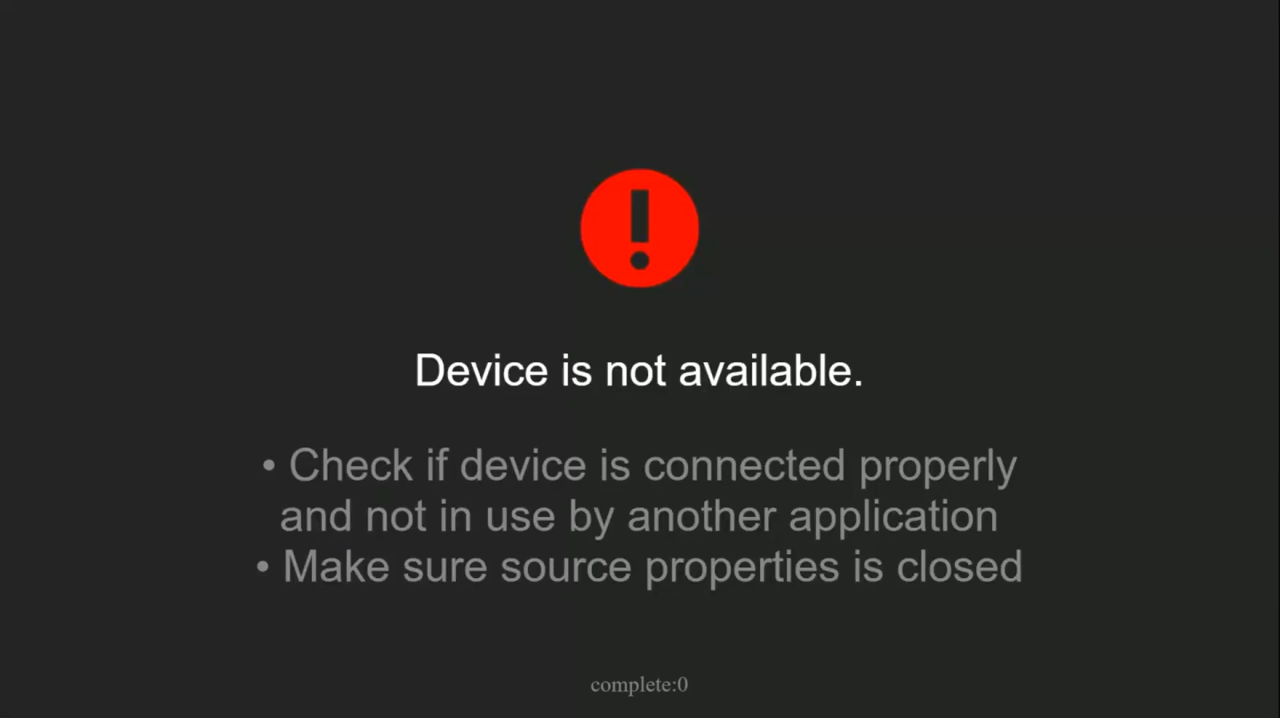 Device is not available.
• Check if device is connected properly
and not in use by another application
• Make sure source properties is closed
complete:0